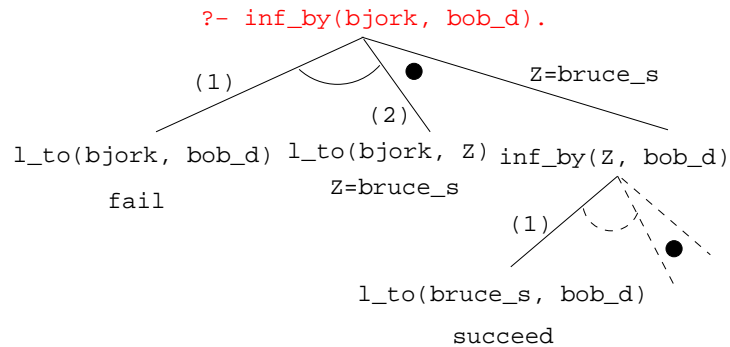 ?- inf_by(bjork, bob_d).
(1)
Z=bruce_s
(2)
l_to(bjork, bob_d)
l_to(bjork, Z)
inf_by(Z, bob_d)
fail
Z=bruce_s
(1)
l_to(bruce_s, bob_d)
succeed